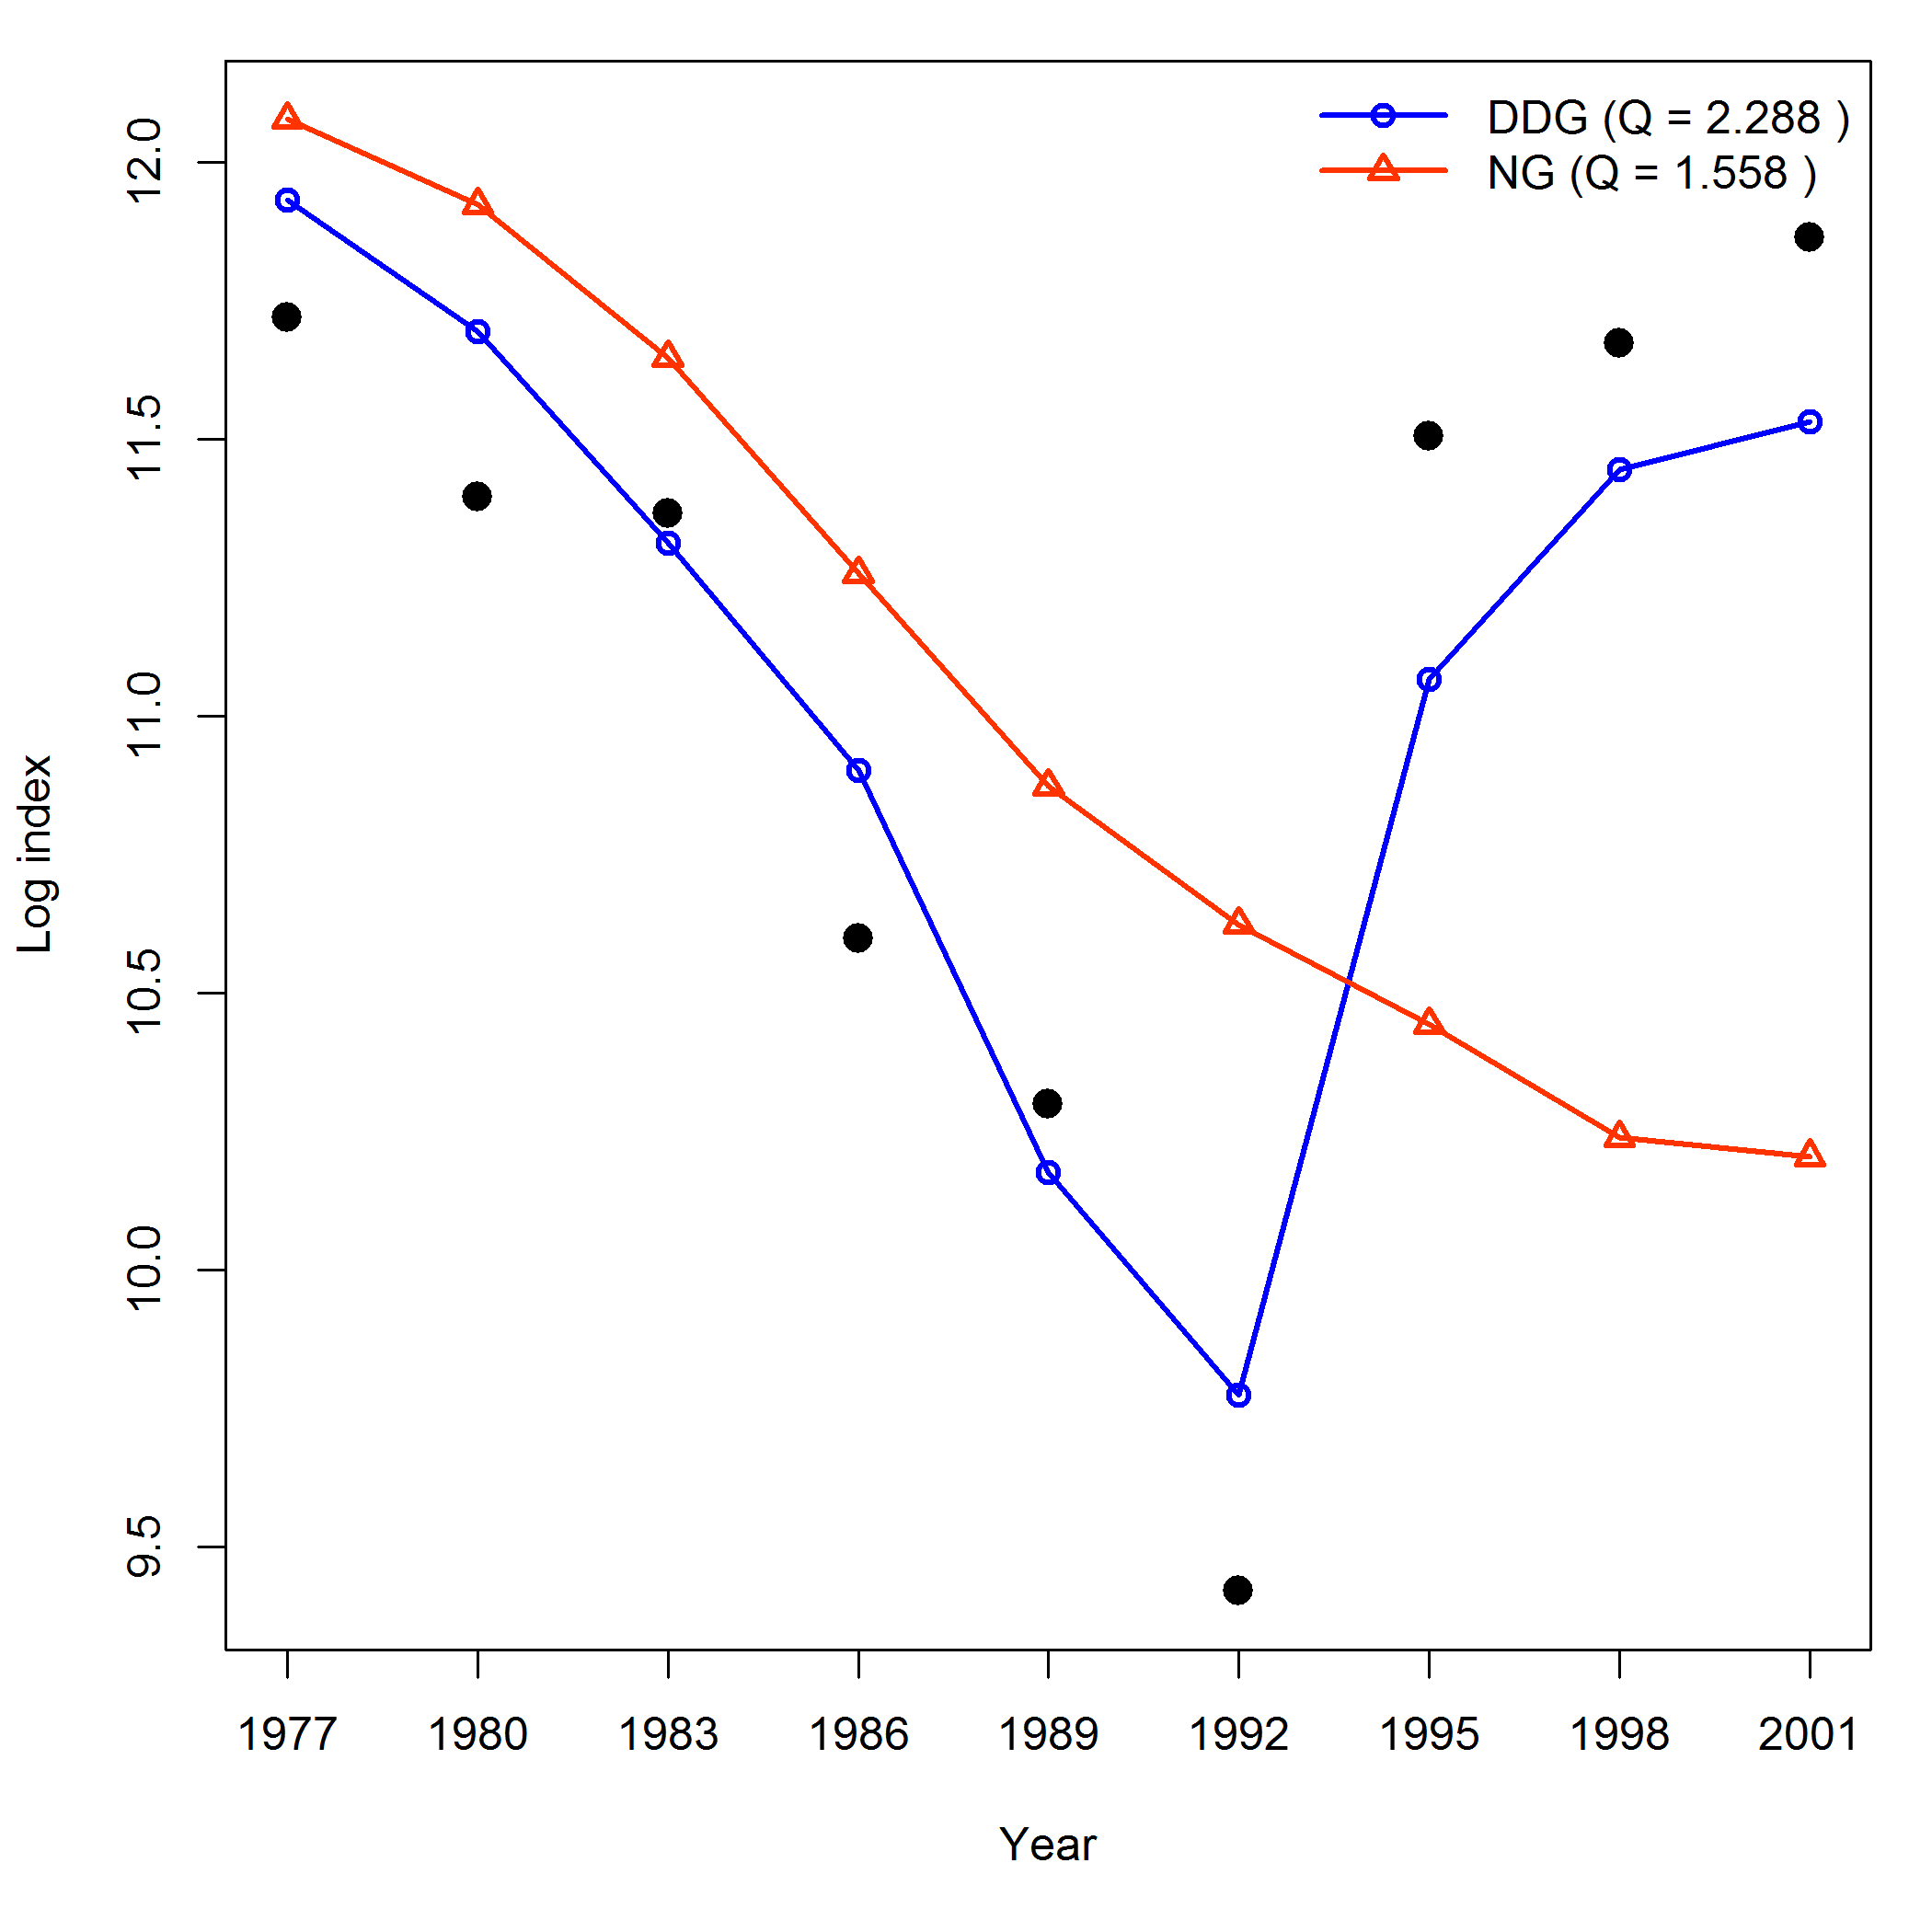 DDG (Q = 2.288 )
NG (Q = 1.558 )
12.0
11.5
11.0
10.5
10.0
9.5
Log index
1977 1980 1983 1986 1989 1992 1995 1998 2001
Year